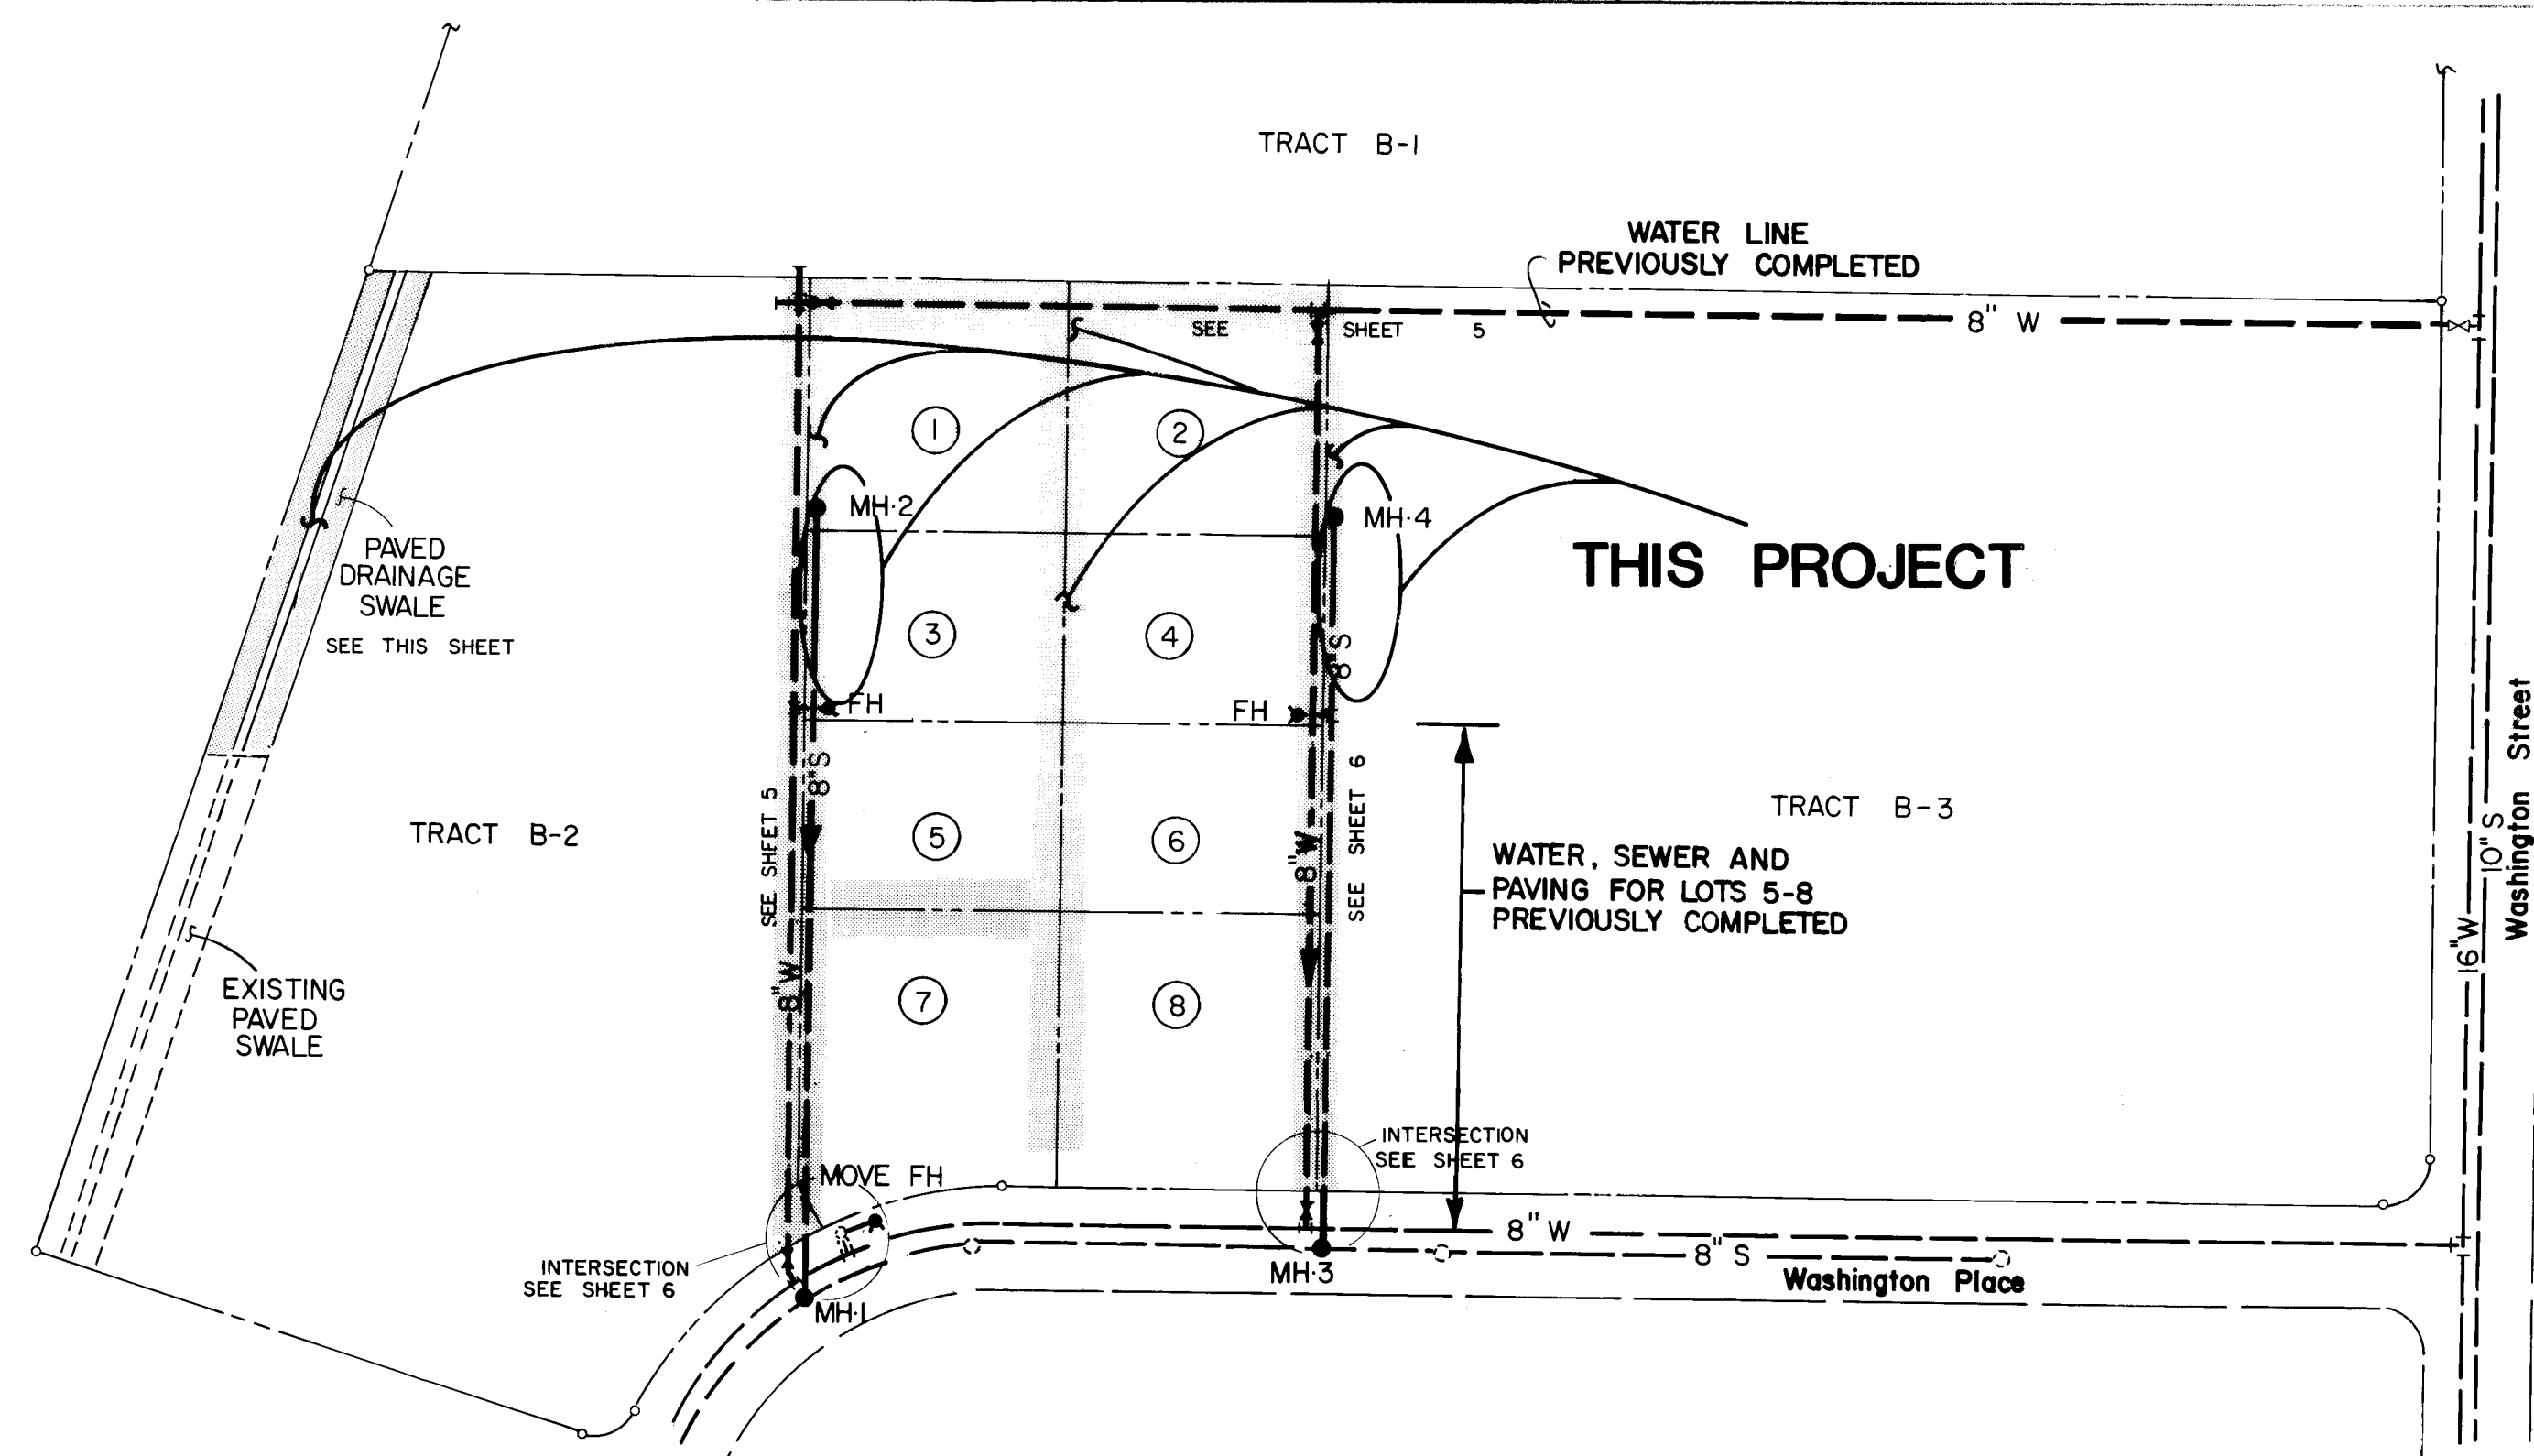 TRACT B-1
WATER LINE
PREVIOUSLY COMPLETED
SEE SHEET 5
8" W
1
2
MH·2
MH·4
THIS PROJECT
PAVED
DRAINAGE
SWALE
SEE THIS SHEET
3
4
8"S
FH
FH
8"S
SEE SHEET 5
SEE SHEET 6
TRACT B-2
5
6
8"W
TRACT B-3
WATER, SEWER AND
PAVING FOR LOTS 5-8
PREVIOUSLY COMPLETED
16"W
10"S
Washington Street
8"W
7
8
EXISTING
PAVED
SWALE
INTERSECTION
SEE SHEET 6
MOVE FH
8" W
INTERSECTION
SEE SHEET 6
8" S
MH·3
Washington Place
MH·1